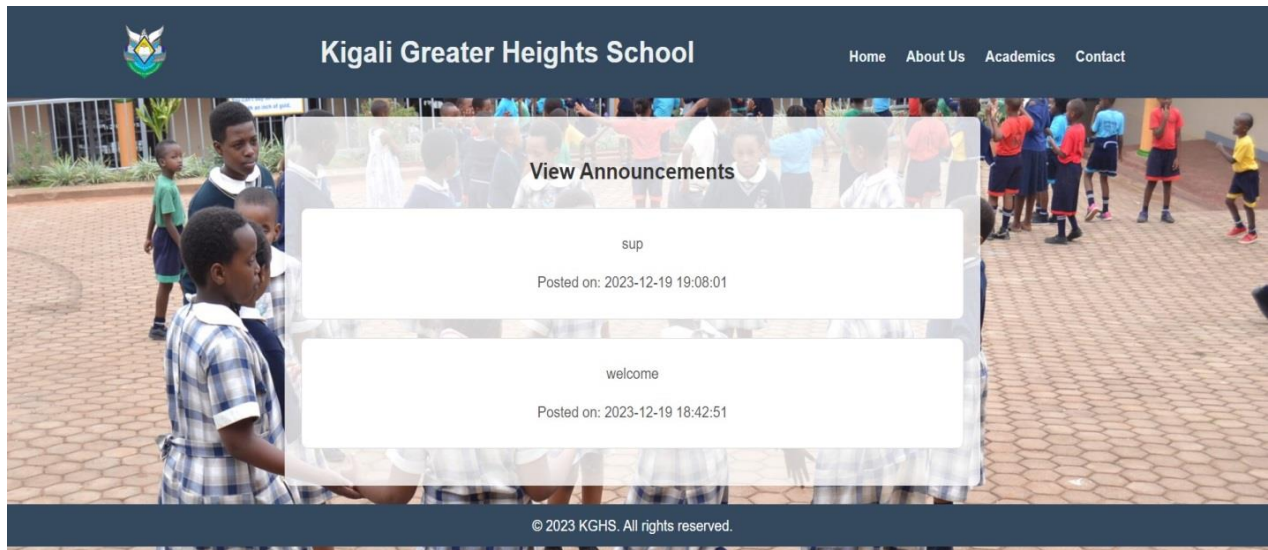 Kigali Greater Heights School
Home About Us Academics Contact
View Announcements
sup
Posted on: 2023-12-19 19:08:01
welcome
Posted on: 2023-12-19 18:42:51
© 2023 KGHS. All rights reserved.